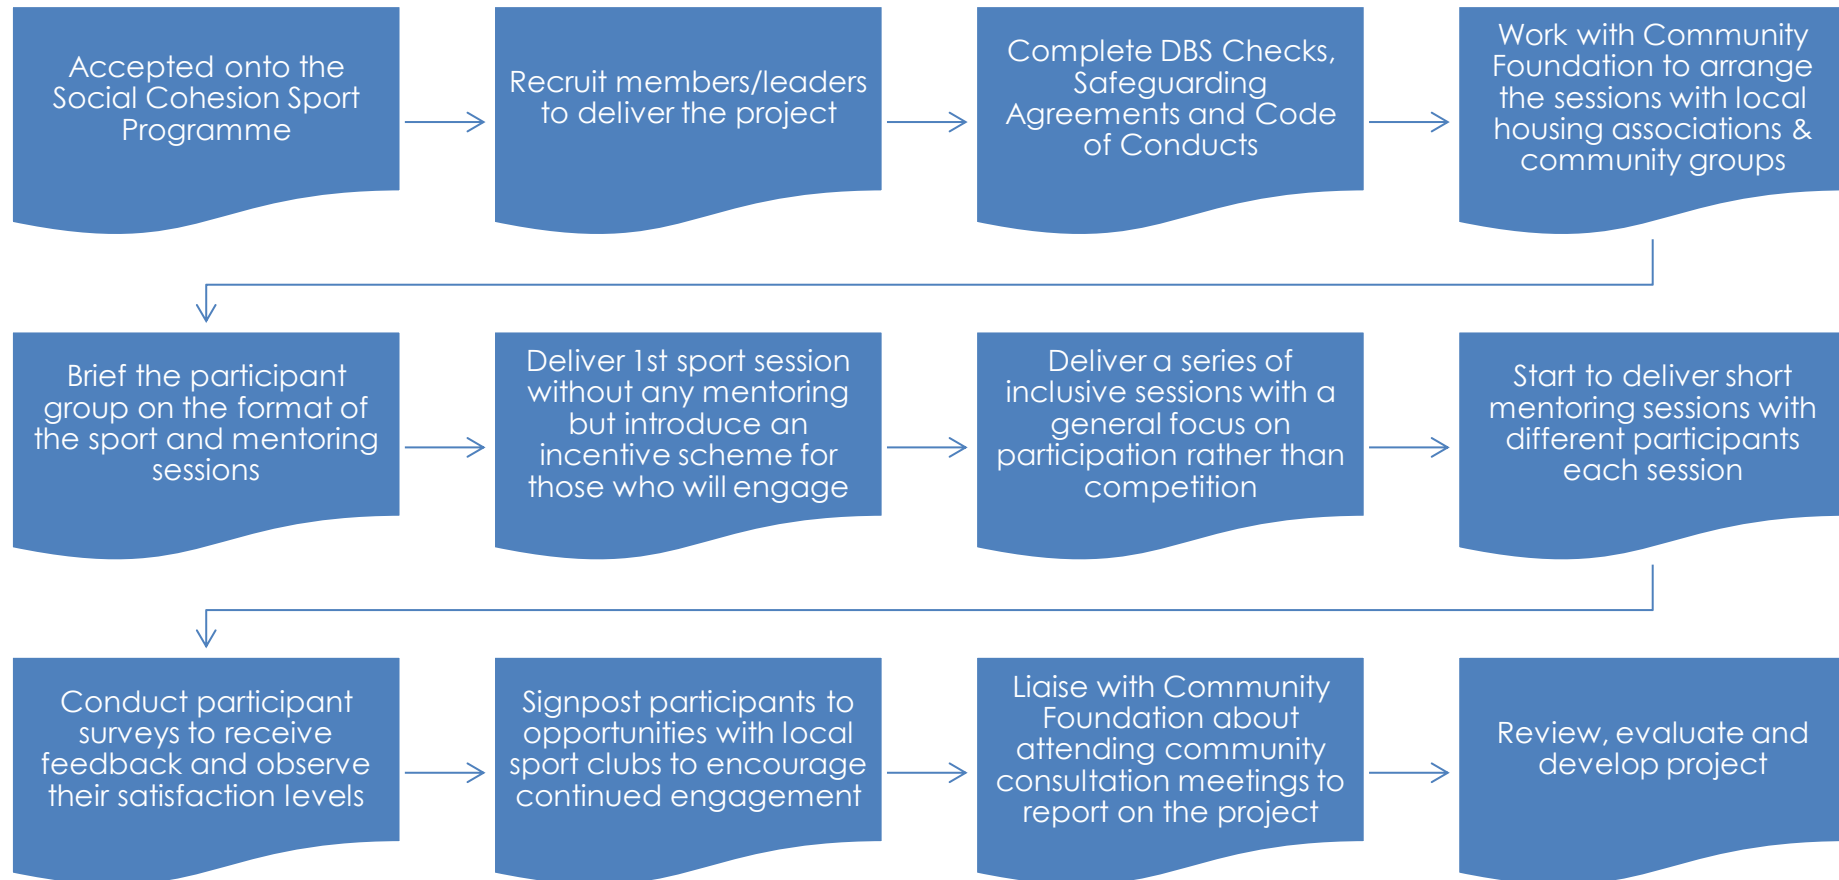 Accepted onto the
Social Cohesion Sport
Programme
Recruit members/leaders
to deliver the project
Complete DBS Checks,
Safeguarding
Agreements and Code
of Conducts
Work with Community
Foundation to arrange
the sessions with local
housing associations &
community groups
Brief the participant
group on the format of
the sport and mentoring
sessions
Deliver 1st sport session
without any mentoring
but introduce an
incentive scheme for
those who will engage
Deliver a series of
inclusive sessions with a
general focus on
participation rather than
competition
Start to deliver short
mentoring sessions with
different participants
each session
Conduct participant
surveys to receive
feedback and observe
their satisfaction levels
Signpost participants to
opportunities with local
sport clubs to encourage
continued engagement
Liaise with Community
Foundation about
attending community
consultation meetings to
report on the project
Review, evaluate and
develop project